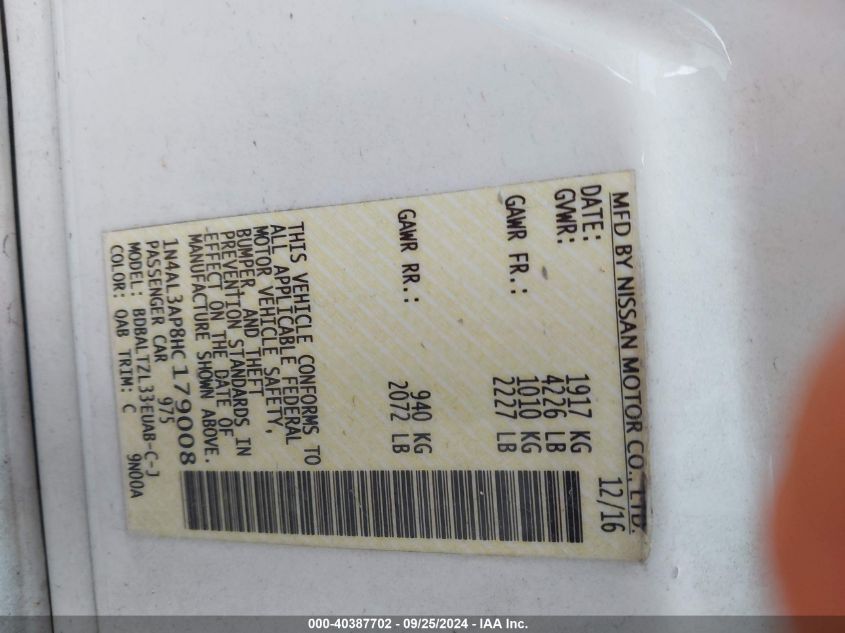 MFD BY NISSAN MOTOR CO., LTD.
DATE: 12/16
GVWR: 1917 KG
4226 LB
GAWR FR.: 1010 KG
2227 LB
GAWR RR.: 940 KG
2072 LB
THIS VEHICLE CONFORMS TO
ALL APPLICABLE FEDERAL
MOTOR VEHICLE SAFETY,
BUMPER, AND THEFT
PREVENTION STANDARDS IN
EFFECT ON THE DATE OF
MANUFACTURE SHOWN ABOVE.
1N4AL3AP8HC179008
PASSENGER CAR 975
MODEL: BDBALTZL33EUAB-C-J
COLOR: QAB TRIM: C 9N00A
000-40387702 - 09/25/2024 - IAA Inc.